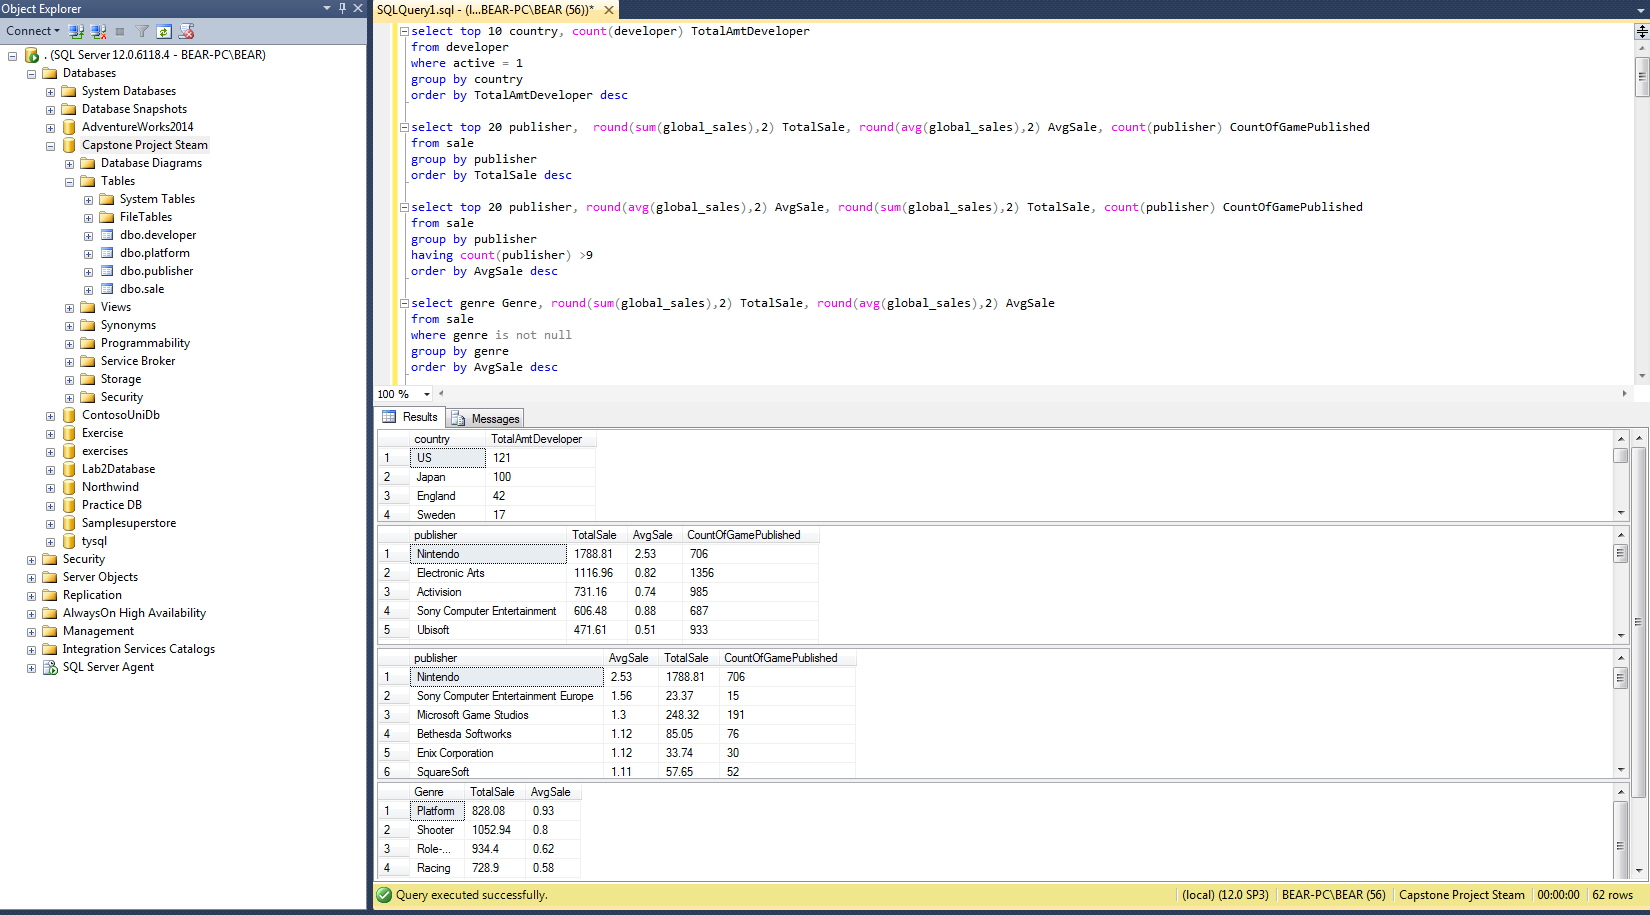 Object Explorer
Connect
. (SQL Server 12.0.6118.4 - BEAR-PC\BEAR)
Databases
System Databases
Database Snapshots
AdventureWorks2014
Capstone Project Steam
Database Diagrams
Tables
System Tables
FileTables
dbo.developer
dbo.platform
dbo.publisher
dbo.sale
Views
Synonyms
Programmability
Service Broker
Storage
Security
ContosoUniDb
Exercise
exercises
Lab2Database
Northwind
Practice DB
Samplesuperstore
tysql
Security
Server Objects
Replication
AlwaysOn High Availability
Management
Integration Services Catalogs
SQL Server Agent
SQLQuery1.sql - (l...BEAR-PC\BEAR (56))*
select top 10 country, count(developer) TotalAmtDeveloper
from developer
where active = 1
group by country
order by TotalAmtDeveloper desc
select top 20 publisher,  round(sum(global_sales),2) TotalSale, round(avg(global_sales),2) AvgSale, count(publisher) CountOfGamePublished
from sale
group by publisher
order by TotalSale desc
select top 20 publisher, round(avg(global_sales),2) AvgSale, round(sum(global_sales),2) TotalSale, count(publisher) CountOfGamePublished
from sale
group by publisher
having count(publisher) >9
order by AvgSale desc
select genre Genre, round(sum(global_sales),2) TotalSale, round(avg(global_sales),2) AvgSale
from sale
where genre is not null
group by genre
order by AvgSale desc
100 %
Results Messages
country TotalAmtDeveloper
1 US 121
2 Japan 100
3 England 42
4 Sweden 17
publisher TotalSale AvgSale CountOfGamePublished
1 Nintendo 1788.81 2.53 706
2 Electronic Arts 1116.96 0.82 1356
3 Activision 731.16 0.74 985
4 Sony Computer Entertainment 606.48 0.88 687
5 Ubisoft 471.61 0.51 933
publisher AvgSale TotalSale CountOfGamePublished
1 Nintendo 2.53 1788.81 706
2 Sony Computer Entertainment Europe 1.56 23.37 15
3 Microsoft Game Studios 1.3 248.32 191
4 Bethesda Softworks 1.12 85.05 76
5 Enix Corporation 1.12 33.74 30
6 SquareSoft 1.11 57.65 52
Genre TotalSale AvgSale
1 Platform 828.08 0.93
2 Shooter 1052.94 0.8
3 Role-... 934.4 0.62
4 Racing 728.9 0.58
Query executed successfully.
(local) (12.0 SP3) BEAR-PC\BEAR (56) Capstone Project Steam 00:00:00 62 rows